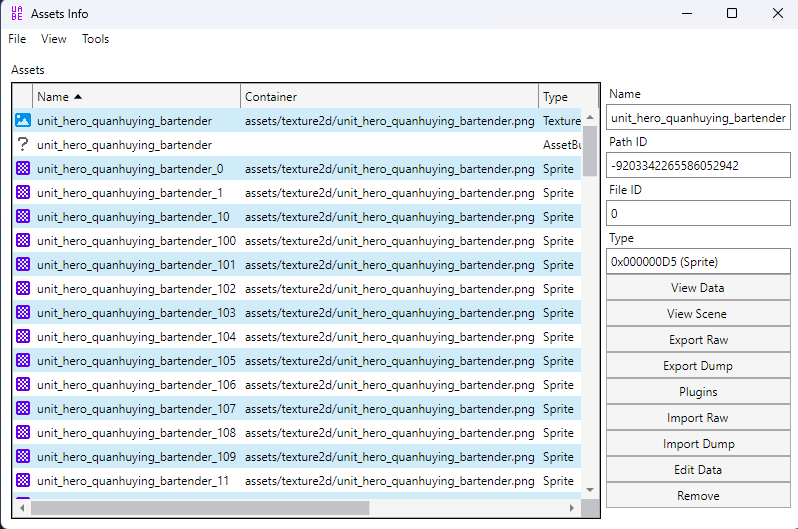 UA
BE
Assets Info
File View Tools
Assets
Name Container Type
unit_hero_quanhuying_bartender assets/texture2d/unit_hero_quanhuying_bartender.png Texture
? unit_hero_quanhuying_bartender AssetBu
unit_hero_quanhuying_bartender_0 assets/texture2d/unit_hero_quanhuying_bartender.png Sprite
unit_hero_quanhuying_bartender_1 assets/texture2d/unit_hero_quanhuying_bartender.png Sprite
unit_hero_quanhuying_bartender_10 assets/texture2d/unit_hero_quanhuying_bartender.png Sprite
unit_hero_quanhuying_bartender_100 assets/texture2d/unit_hero_quanhuying_bartender.png Sprite
unit_hero_quanhuying_bartender_101 assets/texture2d/unit_hero_quanhuying_bartender.png Sprite
unit_hero_quanhuying_bartender_102 assets/texture2d/unit_hero_quanhuying_bartender.png Sprite
unit_hero_quanhuying_bartender_103 assets/texture2d/unit_hero_quanhuying_bartender.png Sprite
unit_hero_quanhuying_bartender_104 assets/texture2d/unit_hero_quanhuying_bartender.png Sprite
unit_hero_quanhuying_bartender_105 assets/texture2d/unit_hero_quanhuying_bartender.png Sprite
unit_hero_quanhuying_bartender_106 assets/texture2d/unit_hero_quanhuying_bartender.png Sprite
unit_hero_quanhuying_bartender_107 assets/texture2d/unit_hero_quanhuying_bartender.png Sprite
unit_hero_quanhuying_bartender_108 assets/texture2d/unit_hero_quanhuying_bartender.png Sprite
unit_hero_quanhuying_bartender_109 assets/texture2d/unit_hero_quanhuying_bartender.png Sprite
unit_hero_quanhuying_bartender_11 assets/texture2d/unit_hero_quanhuying_bartender.png Sprite
Name
unit_hero_quanhuying_bartender
Path ID
-9203342265586052942
File ID
0
Type
0x000000D5 (Sprite)
View Data
View Scene
Export Raw
Export Dump
Plugins
Import Raw
Import Dump
Edit Data
Remove